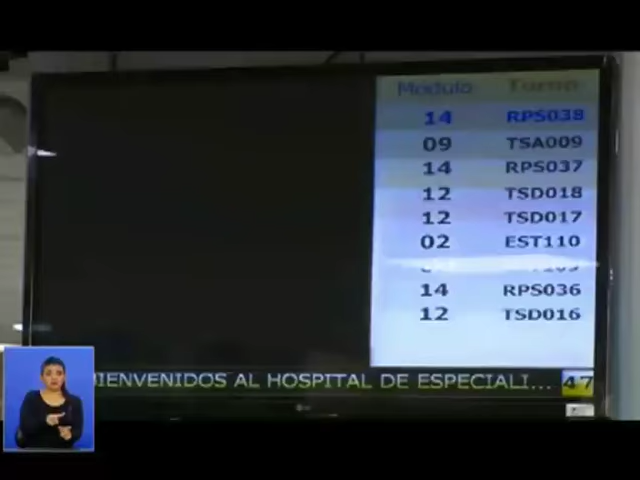 Modulo Turno
14 RPS038
09 TSA009
14 RPS037
12 TSD018
12 TSD017
02 EST110
14 RPS036
12 TSD016
BIENVENIDOS AL HOSPITAL DE ESPECIALI... 47
LG